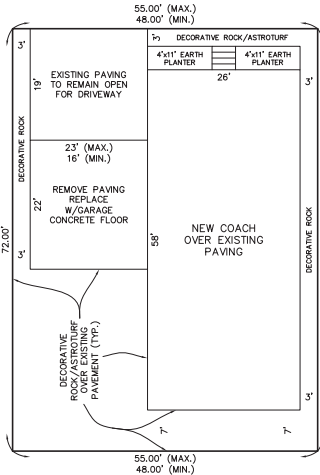 55.00' (MAX.)
48.00' (MIN.)
3'
3'
DECORATIVE ROCK/ASTROTURF
4'x11' EARTH
PLANTER
4'x11' EARTH
PLANTER
26'
3'
19'
EXISTING PAVING
TO REMAIN OPEN
FOR DRIVEWAY
DECORATIVE ROCK
23' (MAX.)
16' (MIN.)
22'
REMOVE PAVING
REPLACE
W/GARAGE
CONCRETE FLOOR
3'
72.00'
58'
NEW COACH
OVER EXISTING
PAVING
DECORATIVE ROCK
DECORATIVE
ROCK/ASTROTURF
OVER EXISTING
PAVEMENT (TYP.)
3'
7'
7'
55.00' (MAX.)
48.00' (MIN.)